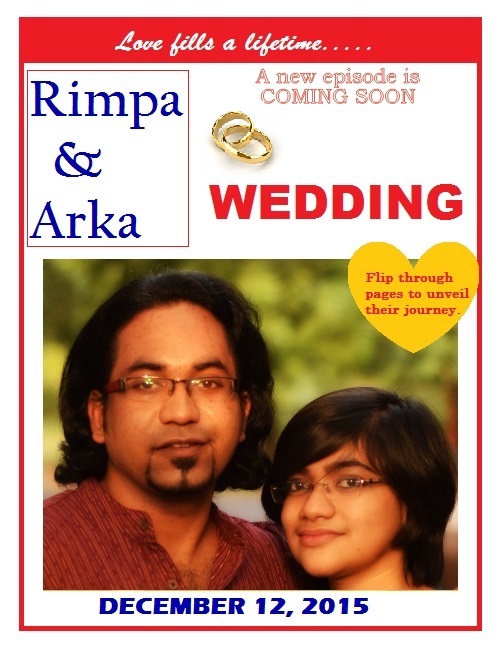 Love fills a lifetime.....
Rimpa
&
Arka
A new episode is
COMING SOON
WEDDING
Flip through
pages to unveil
their journey.
DECEMBER 12, 2015